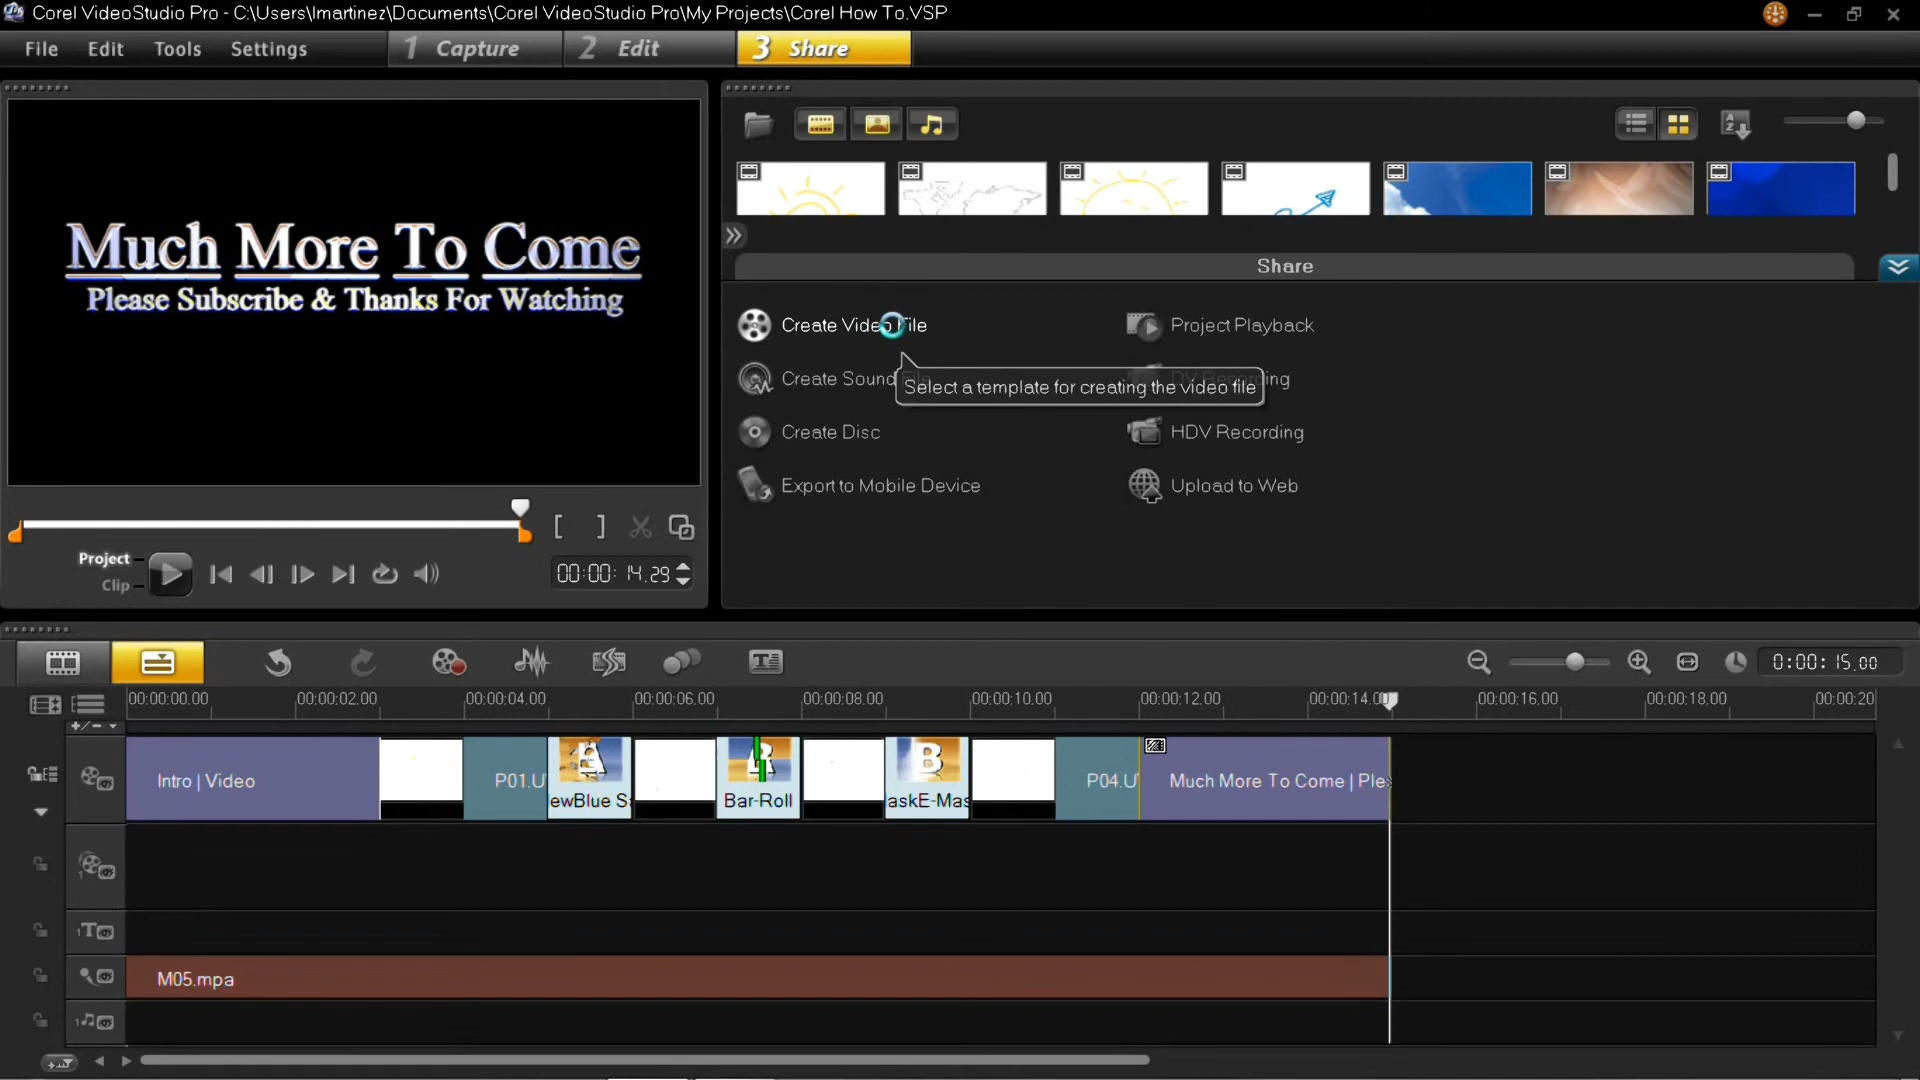 Corel VideoStudio Pro - C:\Users\lmartinez\Documents\Corel VideoStudio Pro\My Projects\Corel How To.VSP
File Edit Tools Settings 1 Capture 2 Edit 3 Share
Much More To Come
Please Subscribe & Thanks For Watching
Share
Create Video File
Project Playback
Create Sound
Select a template for creating the video file
Create Disc
HDV Recording
Export to Mobile Device
Upload to Web
Project
Clip
00:00:14.29
0:00:15.00
00:00:00.00 00:00:02.00 00:00:04.00 00:00:06.00 00:00:08.00 00:00:10.00 00:00:12.00 00:00:14.00 00:00:16.00 00:00:18.00 00:00:20
Intro | Video
P01.U
A
ewBlue S
Bar-Roll
B
askE-Mas
P04.U
Much More To Come | Ple
M05.mpa